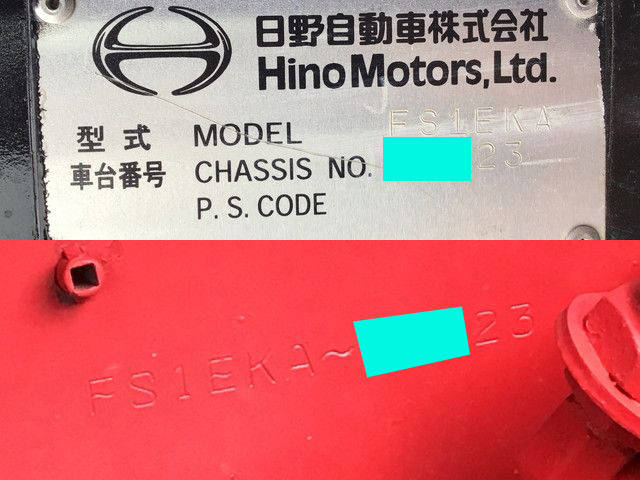 日野自動車株式会社
Hino Motors, Ltd.
型式 MODEL FS1EKA
車台番号 CHASSIS NO. 23
P. S. CODE
FS1EKA~ 23